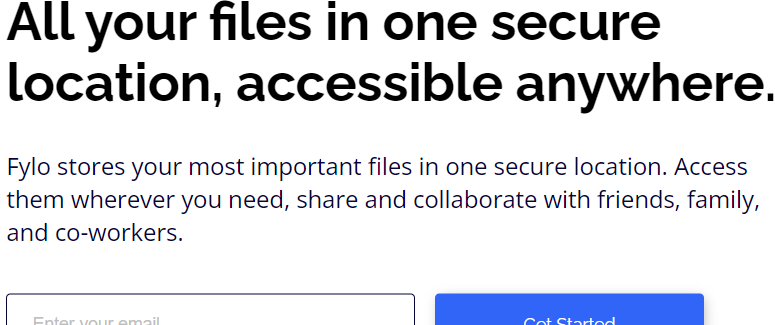 All your files in one secure
location, accessible anywhere.
Fylo stores your most important files in one secure location. Access
them wherever you need, share and collaborate with friends, family,
and co-workers.
Enter your email
Get Started